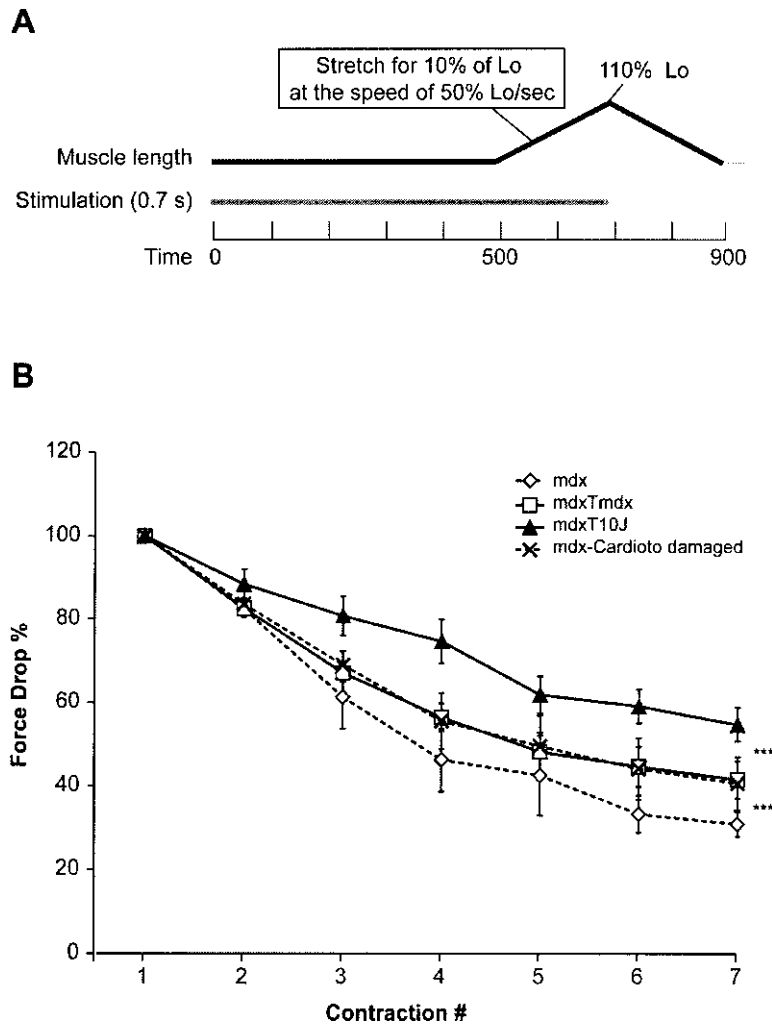 A
Stretch for 10% of Lo
at the speed of 50% Lo/sec
110% Lo
Muscle length
Stimulation (0.7 s)
Time
0
500
900
B
120
100
80
60
40
20
0
Force Drop %
mdx
mdxTmdx
mdxT10J
mdx-Cardioto damaged
***
***
1
2
3
4
5
6
7
Contraction #